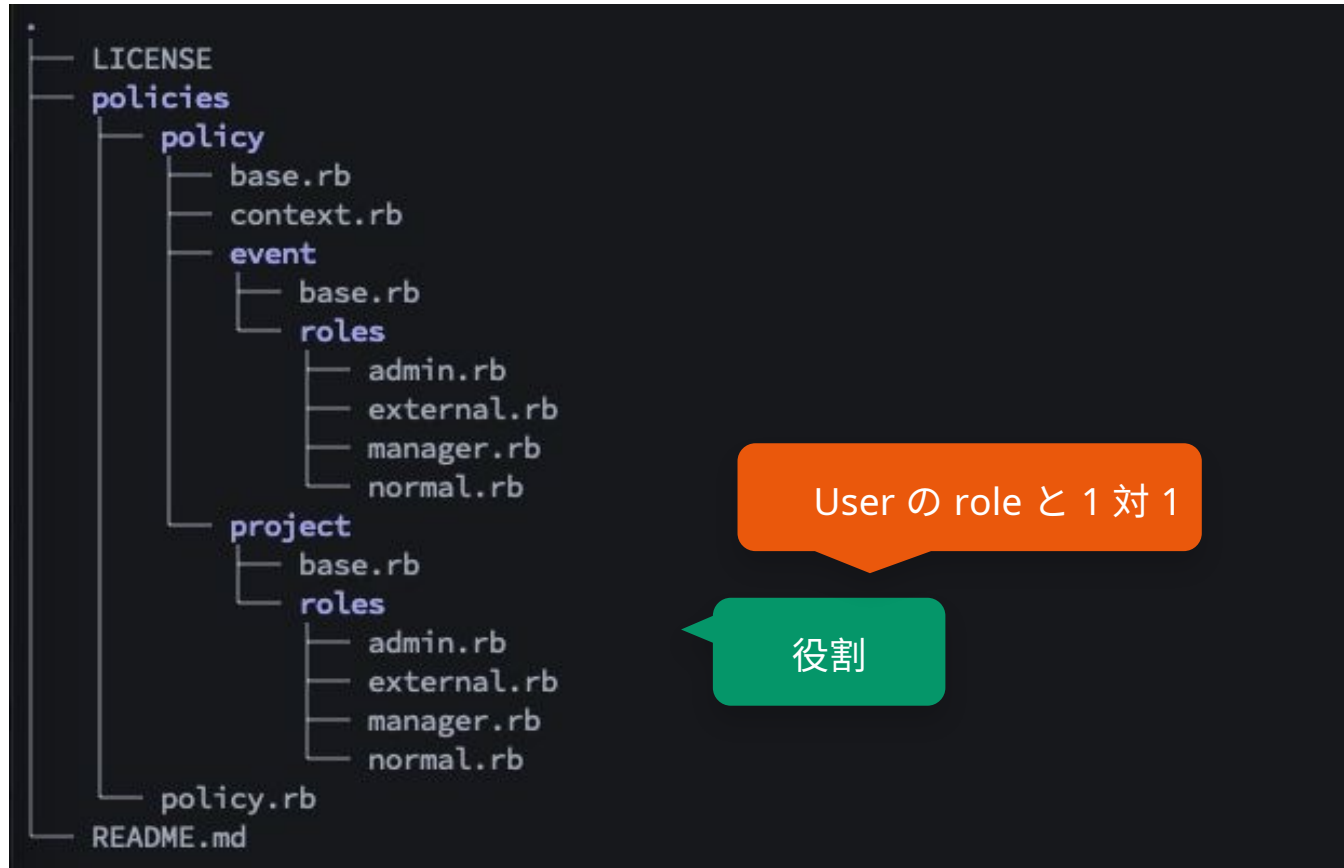 .
├── LICENSE
├── policies
│   ├── policy
│   │   ├── base.rb
│   │   ├── context.rb
│   │   ├── event
│   │   │   ├── base.rb
│   │   │   └── roles
│   │   │       ├── admin.rb
│   │   │       ├── external.rb
│   │   │       ├── manager.rb
│   │   │       └── normal.rb
│   │   └── project
│   │       ├── base.rb
│   │       └── roles
│   │           ├── admin.rb
│   │           ├── external.rb
│   │           ├── manager.rb
│   │           └── normal.rb
│   └── policy.rb
└── README.md
User の role と 1 対 1
役割